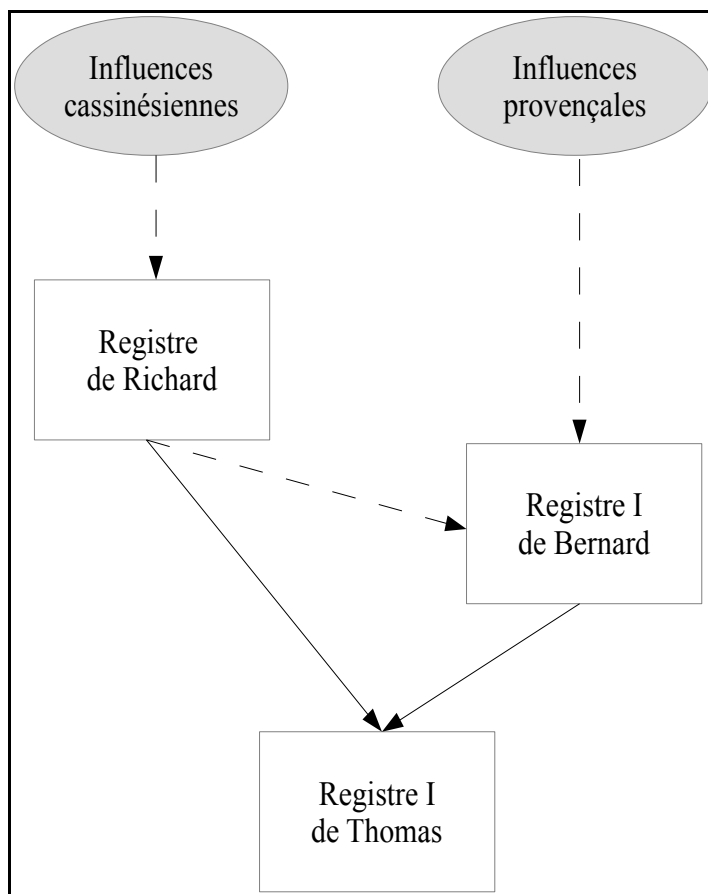 Influences
cassinésiennes
Influences
provençales
Registre
de Richard
Registre I
de Bernard
Registre I
de Thomas